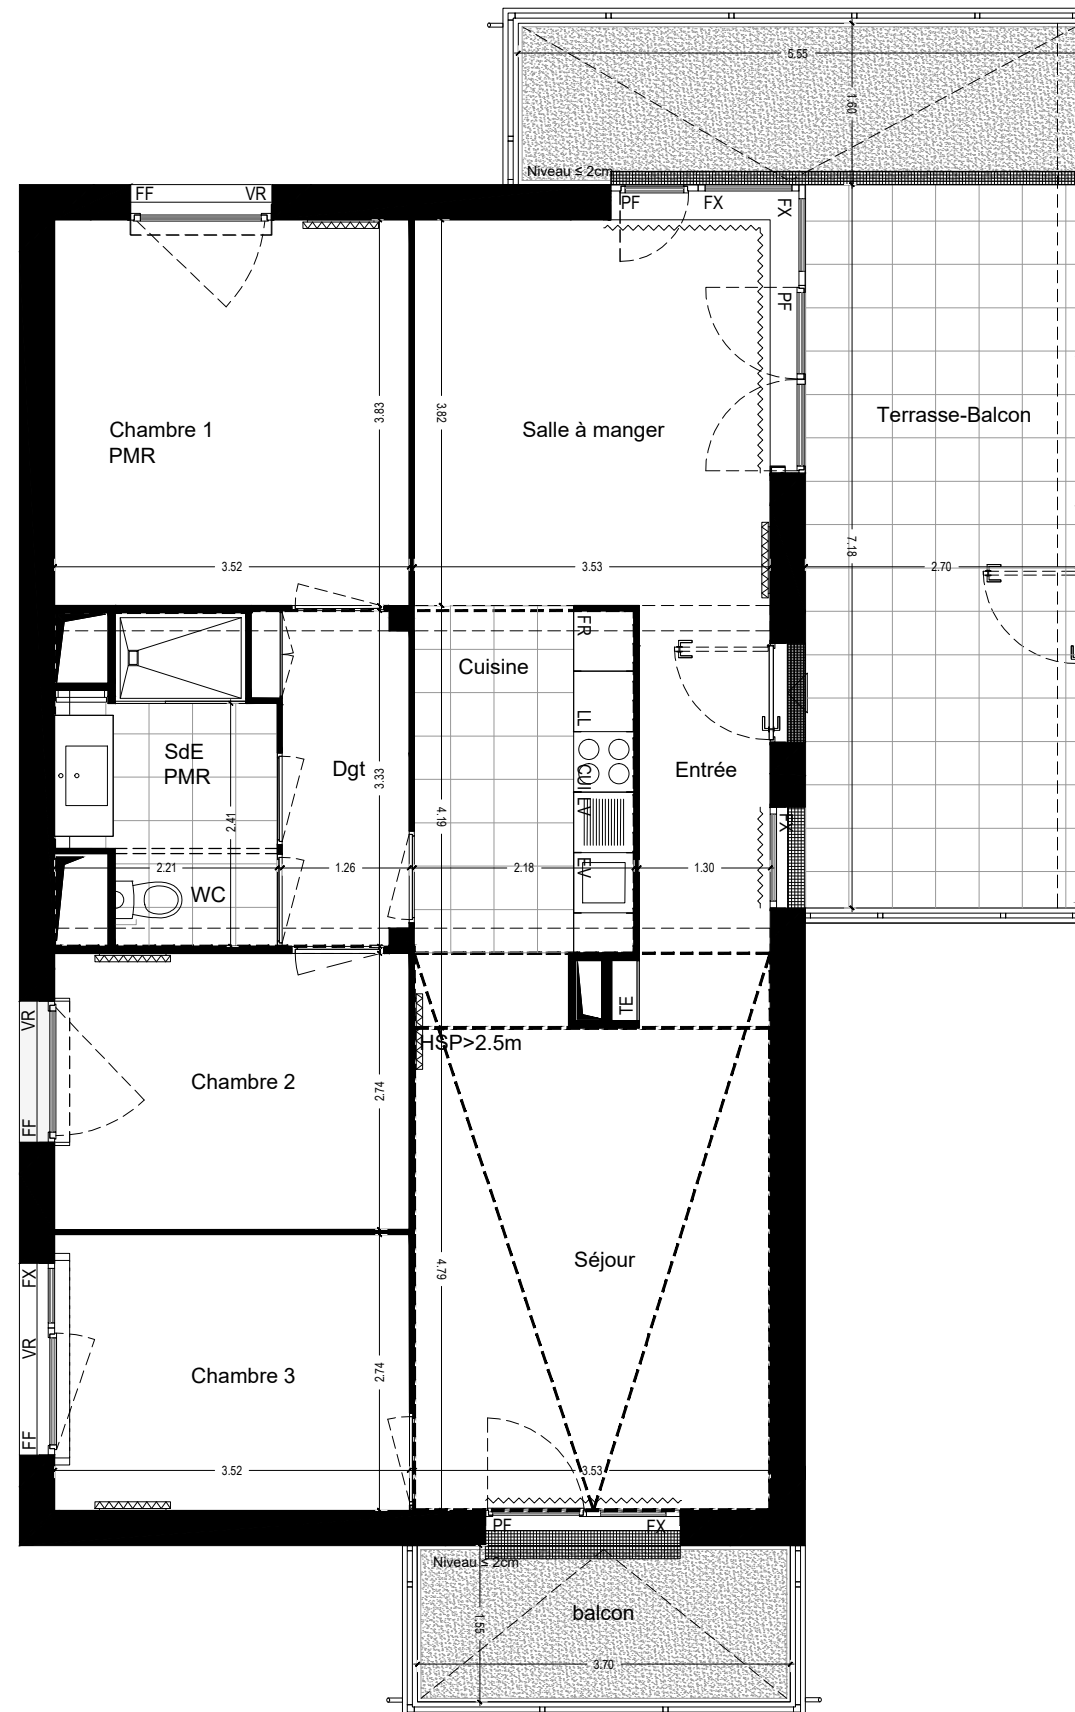 5.55
1.60
Niveau ≤ 2cm
FF VR
PF FX
FX
PF
3.83
3.82
Chambre 1
PMR
Salle à manger
Terrasse-Balcon
7.18
3.52
3.53
2.70
FR
Cuisine
LL
SdE
PMR
Dgt
3.33
CUI
Entrée
LV
2.41
4.19
FX
2.21
1.26
2.18
EV
1.30
WC
TE
VR
HSP>2.5m
Chambre 2
2.74
FF
Séjour
4.79
FX
VR
Chambre 3
2.74
FF
3.52
3.53
PF FX
Niveau ≤ 2cm
balcon
1.55
3.70